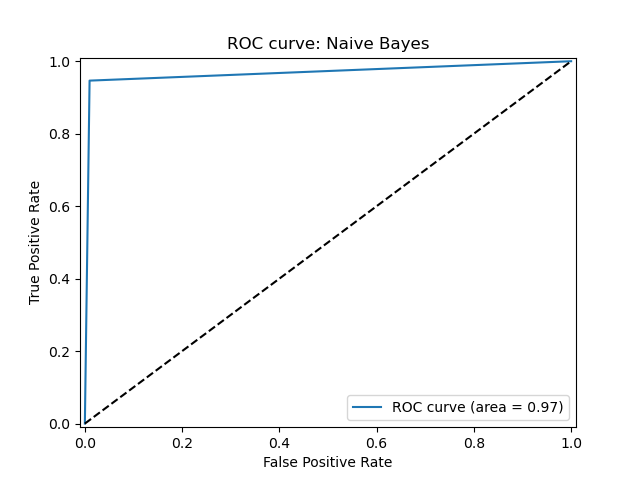 ROC curve: Naive Bayes
True Positive Rate
1.0
0.8
0.6
0.4
0.2
0.0
ROC curve (area = 0.97)
0.0 0.2 0.4 0.6 0.8 1.0
False Positive Rate